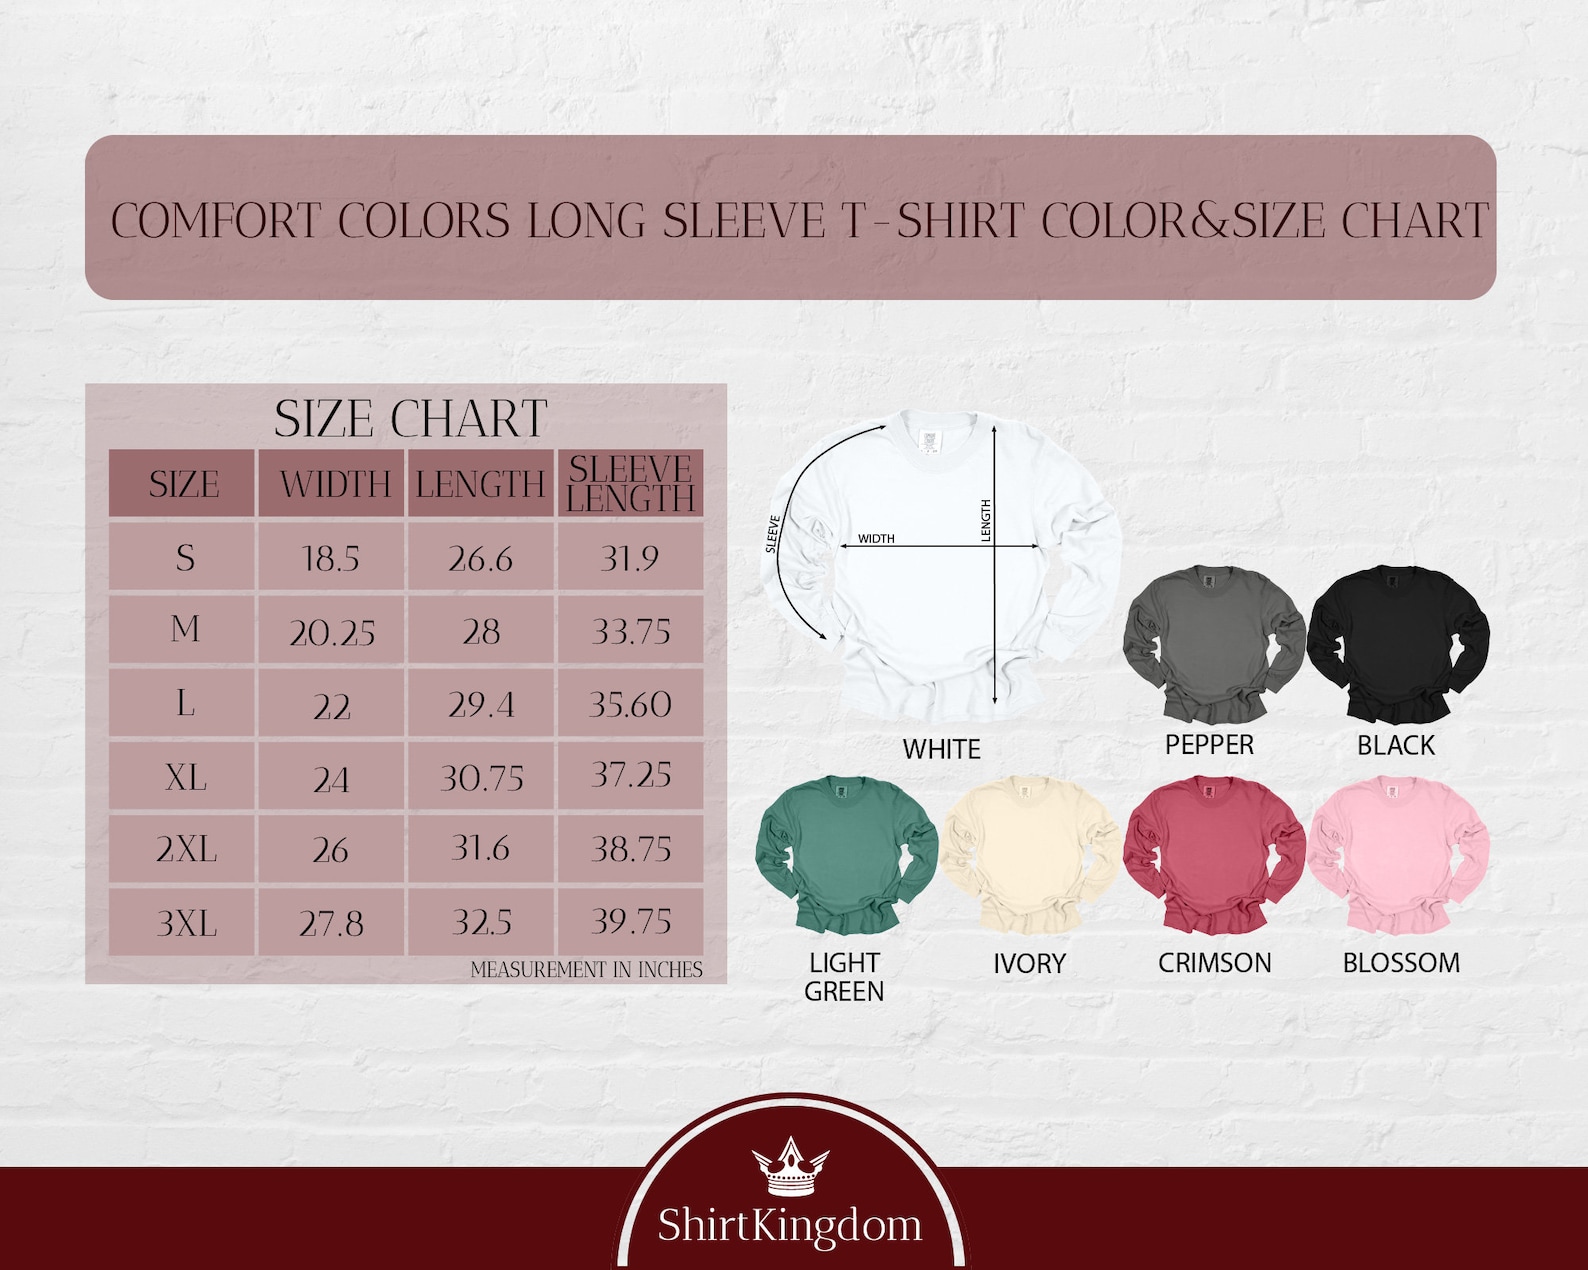 COMFORT COLORS LONG SLEEVE T-SHIRT COLOR&SIZE CHART
SIZE CHART
SIZE WIDTH LENGTH SLEEVE LENGTH
S 18.5 26.6 31.9
M 20.25 28 33.75
L 22 29.4 35.60
XL 24 30.75 37.25
2XL 26 31.6 38.75
3XL 27.8 32.5 39.75
MEASUREMENT IN INCHES
SLEEVE
WIDTH
LENGTH
WHITE
PEPPER
BLACK
LIGHT
GREEN
IVORY
CRIMSON
BLOSSOM
ShirtKingdom